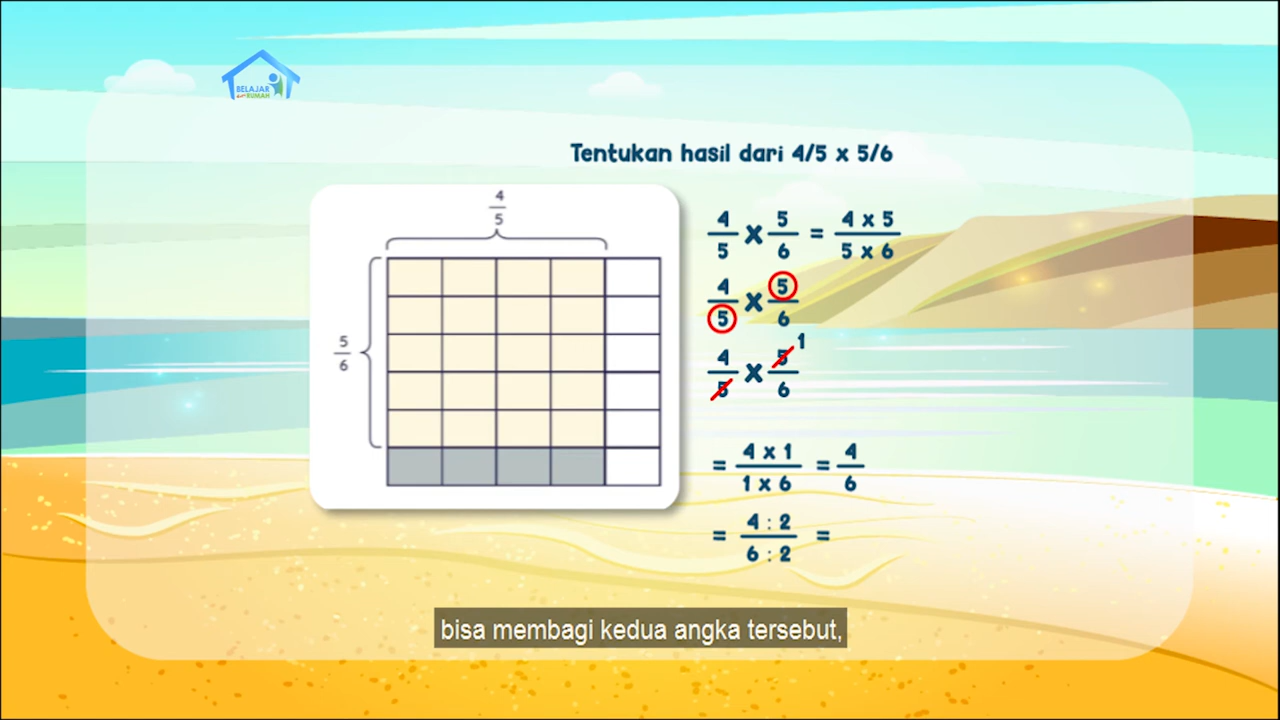 BELAJAR
dari RUMAH
Tentukan hasil dari 4/5 x 5/6
4
5
5
6
4/5 x 5/6 = 4 x 5/5 x 6
4/5 x 5/6
4/5 x 5/6 1
= 4 x 1/1 x 6 = 4/6
= 4 : 2/6 : 2 =
bisa membagi kedua angka tersebut,